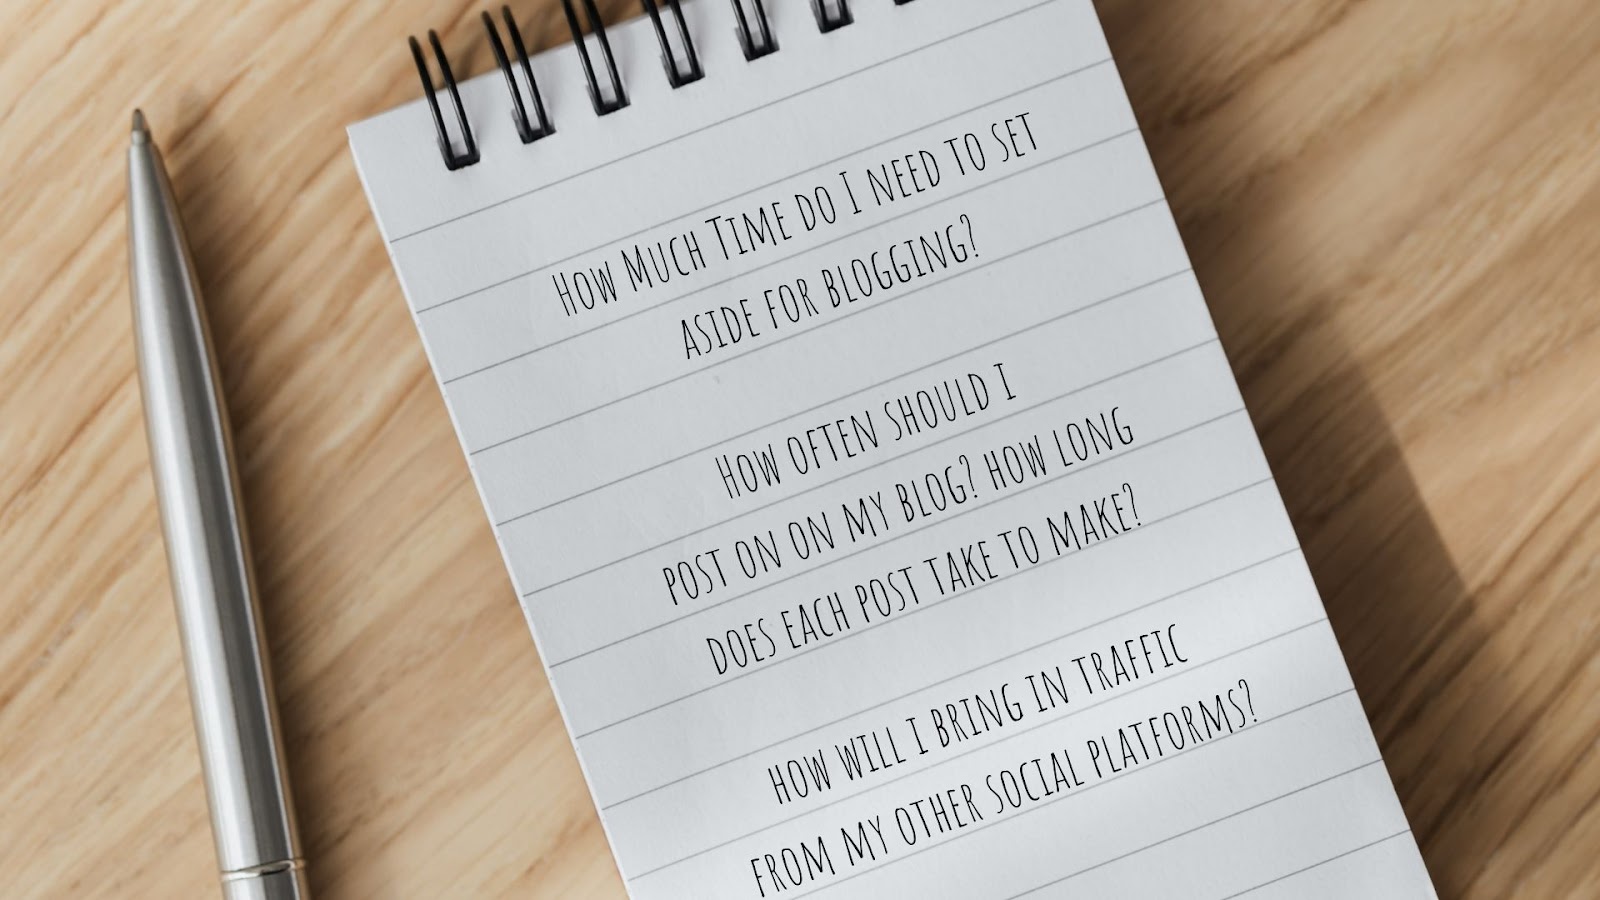 How Much Time do I need to set
aside for blogging?
How often should I
post on on my blog? how long
does each post take to make?
how will i bring in traffic
from my other social platforms?